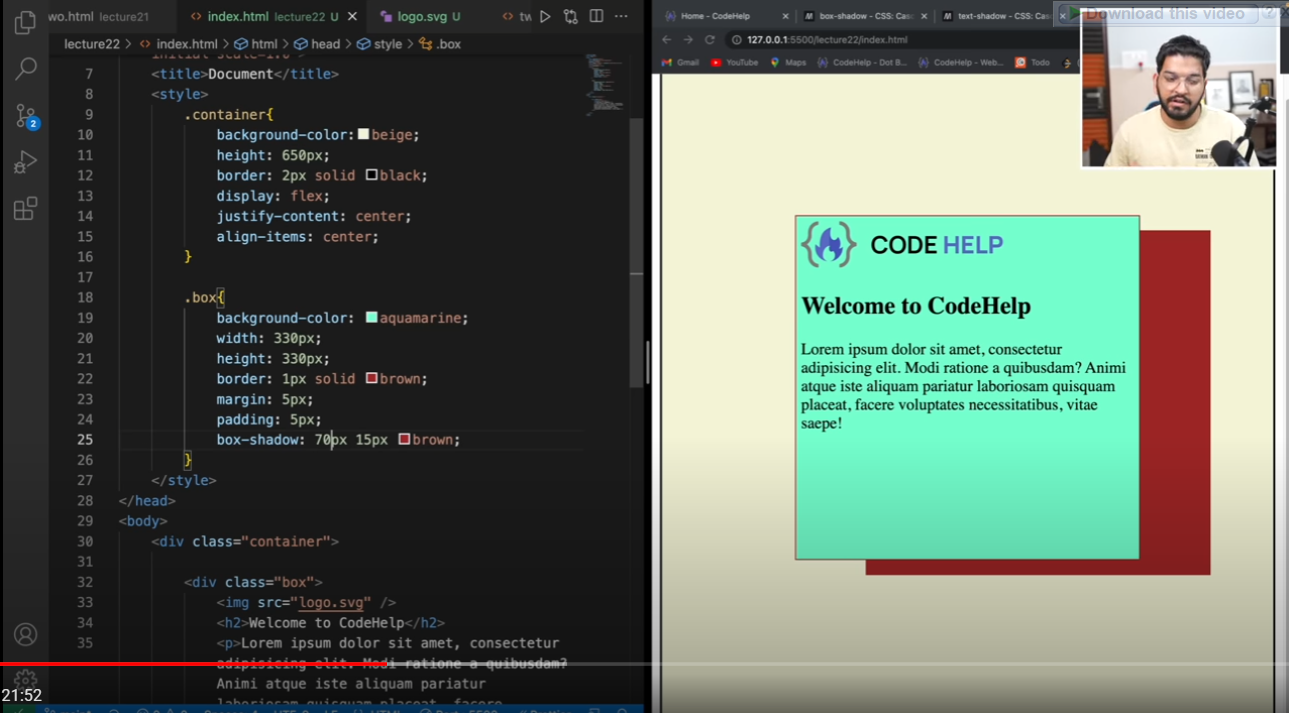 wo.html lecture21
index.html lecture22 U
logo.svg U
lecture22 > index.html > html > head > style > .box
initial-scale=1.0">
7 <title>Document</title>
8 <style>
9 .container{
10 background-color: beige;
11 height: 650px;
12 border: 2px solid black;
13 display: flex;
14 justify-content: center;
15 align-items: center;
16 }
17
18 .box{
19 background-color: aquamarine;
20 width: 330px;
21 height: 330px;
22 border: 1px solid brown;
23 margin: 5px;
24 padding: 5px;
25 box-shadow: 70px 15px brown;
26 }
27 </style>
28 </head>
29 <body>
30 <div class="container">
31
32 <div class="box">
33 <img src="logo.svg" />
34 <h2>Welcome to CodeHelp</h2>
35 <p>Lorem ipsum dolor sit amet, consectetur
adipisicing elit. Modi ratione a quibusdam?
Animi atque iste aliquam pariatur
laboriosam quisquam placeat, facere
2
21:52
Home - CodeHelp
box-shadow - CSS: Cas
text-shadow - CSS: Cas
Download this video
127.0.0.1:5500/lecture22/index.html
Gmail YouTube Maps CodeHelp - Dot B... CodeHelp - Web... Todo
CODE HELP
Welcome to CodeHelp
Lorem ipsum dolor sit amet, consectetur
adipisicing elit. Modi ratione a quibusdam? Animi
atque iste aliquam pariatur laboriosam quisquam
placeat, facere voluptates necessitatibus, vitae
saepe!